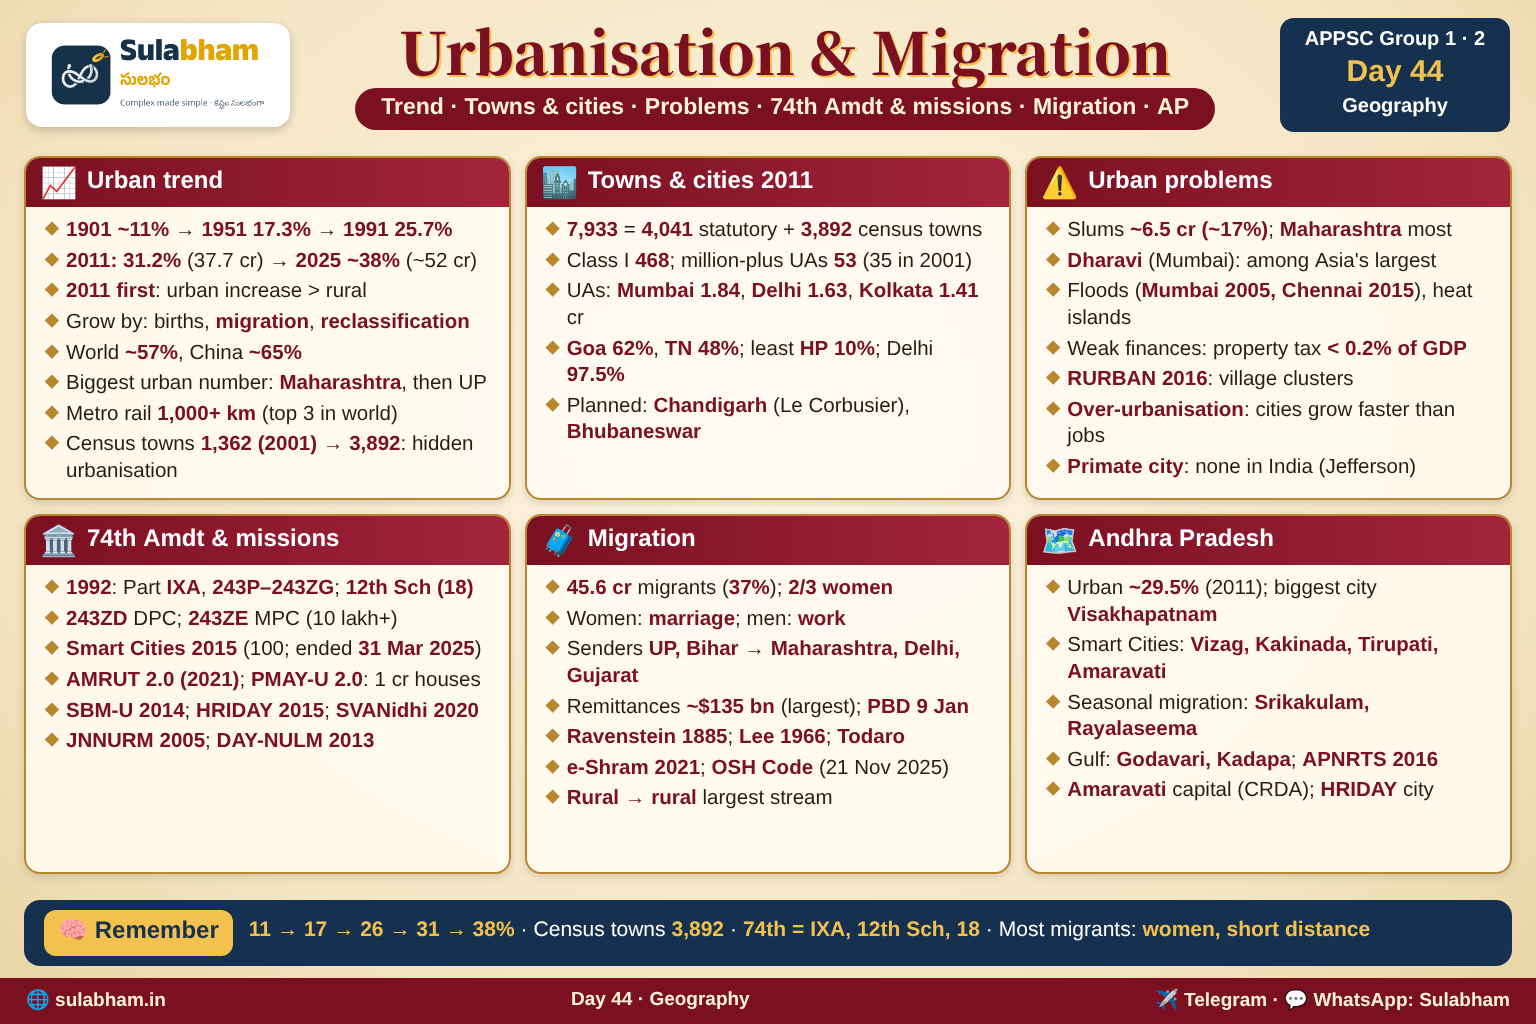 Sulabham
సులభం
Complex made simple · కష్టం సులభంగా
Urbanisation & Migration
Trend · Towns & cities · Problems · 74th Amdt & missions · Migration · AP
APPSC Group 1 · 2
Day 44
Geography
Urban trend
1901 ~11% → 1951 17.3% → 1991 25.7%
2011: 31.2% (37.7 cr) → 2025 ~38% (~52 cr)
2011 first: urban increase > rural
Grow by: births, migration, reclassification
World ~57%, China ~65%
Biggest urban number: Maharashtra, then UP
Metro rail 1,000+ km (top 3 in world)
Census towns 1,362 (2001) → 3,892: hidden
urbanisation
Towns & cities 2011
7,933 = 4,041 statutory + 3,892 census towns
Class I 468; million-plus UAs 53 (35 in 2001)
UAs: Mumbai 1.84, Delhi 1.63, Kolkata 1.41
cr
Goa 62%, TN 48%; least HP 10%; Delhi
97.5%
Planned: Chandigarh (Le Corbusier),
Bhubaneswar
Urban problems
Slums ~6.5 cr (~17%); Maharashtra most
Dharavi (Mumbai): among Asia's largest
Floods (Mumbai 2005, Chennai 2015), heat
islands
Weak finances: property tax < 0.2% of GDP
RURBAN 2016: village clusters
Over-urbanisation: cities grow faster than
jobs
Primate city: none in India (Jefferson)
74th Amdt & missions
1992: Part IXA, 243P–243ZG; 12th Sch (18)
243ZD DPC; 243ZE MPC (10 lakh+)
Smart Cities 2015 (100; ended 31 Mar 2025)
AMRUT 2.0 (2021); PMAY-U 2.0: 1 cr houses
SBM-U 2014; HRIDAY 2015; SVANidhi 2020
JNNURM 2005; DAY-NULM 2013
Migration
45.6 cr migrants (37%); 2/3 women
Women: marriage; men: work
Senders UP, Bihar → Maharashtra, Delhi,
Gujarat
Remittances ~$135 bn (largest); PBD 9 Jan
Ravenstein 1885; Lee 1966; Todaro
e-Shram 2021; OSH Code (21 Nov 2025)
Rural → rural largest stream
Andhra Pradesh
Urban ~29.5% (2011); biggest city
Visakhapatnam
Smart Cities: Vizag, Kakinada, Tirupati,
Amaravati
Seasonal migration: Srikakulam,
Rayalaseema
Gulf: Godavari, Kadapa; APNRTS 2016
Amaravati capital (CRDA); HRIDAY city
Remember
11 → 17 → 26 → 31 → 38% · Census towns 3,892 · 74th = IXA, 12th Sch, 18 · Most migrants: women, short distance
sulabham.in
Day 44 · Geography
Telegram · WhatsApp: Sulabham